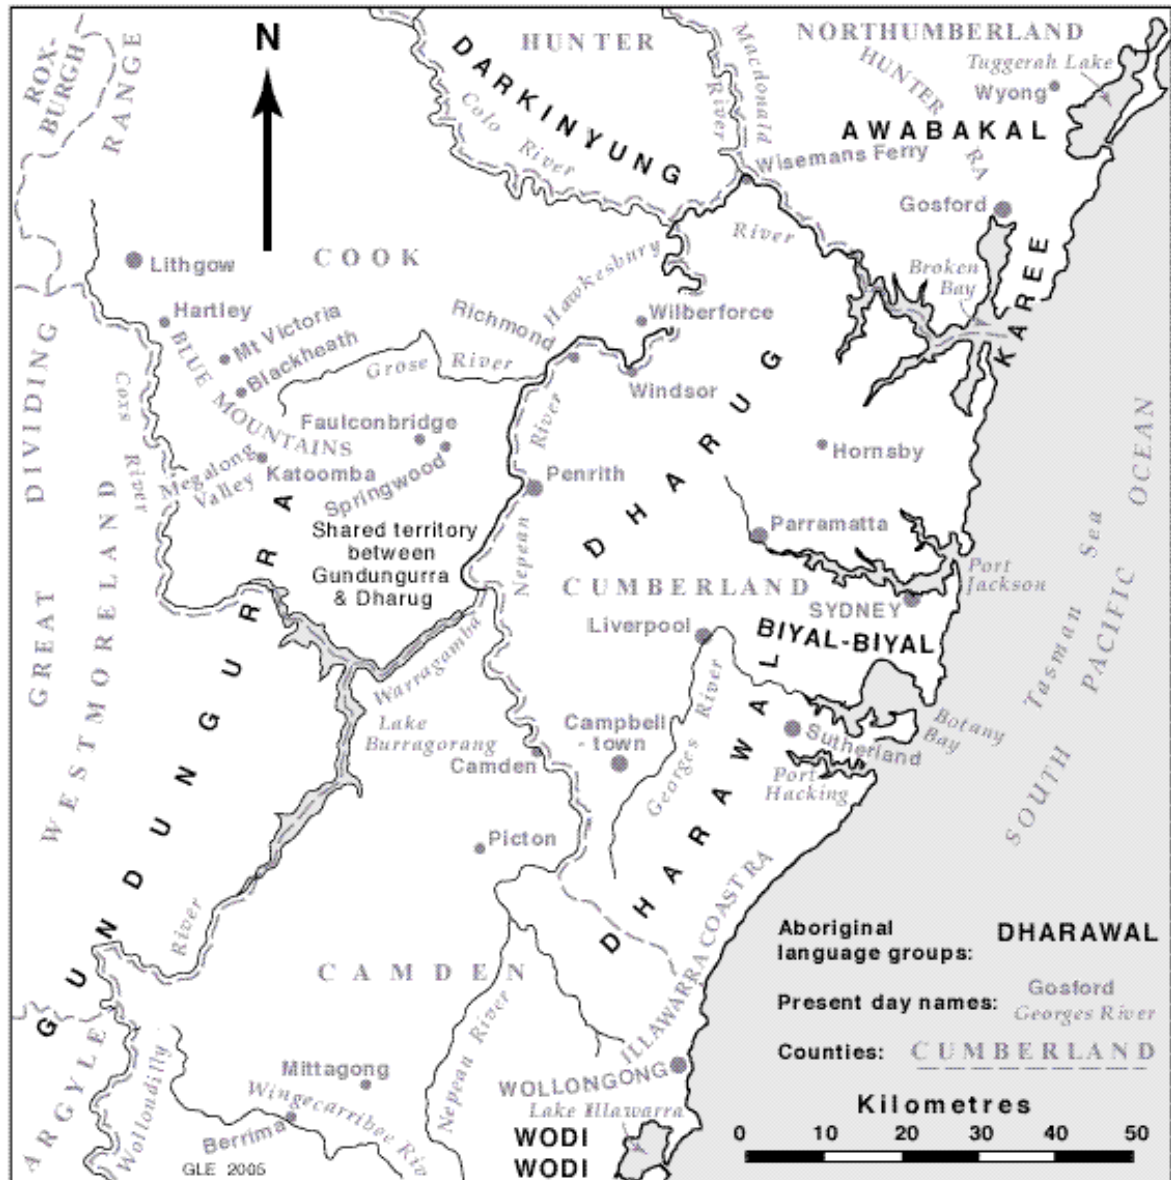 ROX-
BURGH
RANGE
N
DARKINYUNG
Colo
River
HUNTER
Macdonald
River
NORTHUMBERLAND
HUNTER
RA
Tuggerah Lake
Wyong
AWABAKAL
Wisemans Ferry
Gosford
River
Broken
Bay
KAREE
Lithgow
COOK
Hawkesbury
Hartley
Mt Victoria
Blackheath
BLUE
MOUNTAINS
Richmond
Wilberforce
Grose River
Windsor
DIVIDING
Coxs
River
Megalong
Valley
Katoomba
Faulconbridge
Springwood
River
Penrith
Nepean
DHARUG
Hornsby
Parramatta
OCEAN
Shared territory
between
Gundungurra
& Dharug
CUMBERLAND
Port
Jackson
SYDNEY
Liverpool
BIYAL-BIYAL
GREAT
WESTMORELAND
GUNDUNGURRA
Warragamba
Lake
Burragorang
Camden
Campbell
-town
Georges River
DHARAWAL
Sutherland
Botany
Bay
Port
Hacking
Tasman Sea
PACIFIC
SOUTH
Picton
River
CAMDEN
Nepean River
ILLAWARRA COAST RA
Aboriginal
language groups: DHARAWAL
Present day names: Gosford
Georges River
Counties: CUMBERLAND
ARGYLE
Wollondilly
Mittagong
Wingecarribee Riv
Berrima
GLE 2005
WOLLONGONG
Lake Illawarra
WODI
WODI
Kilometres
0 10 20 30 40 50